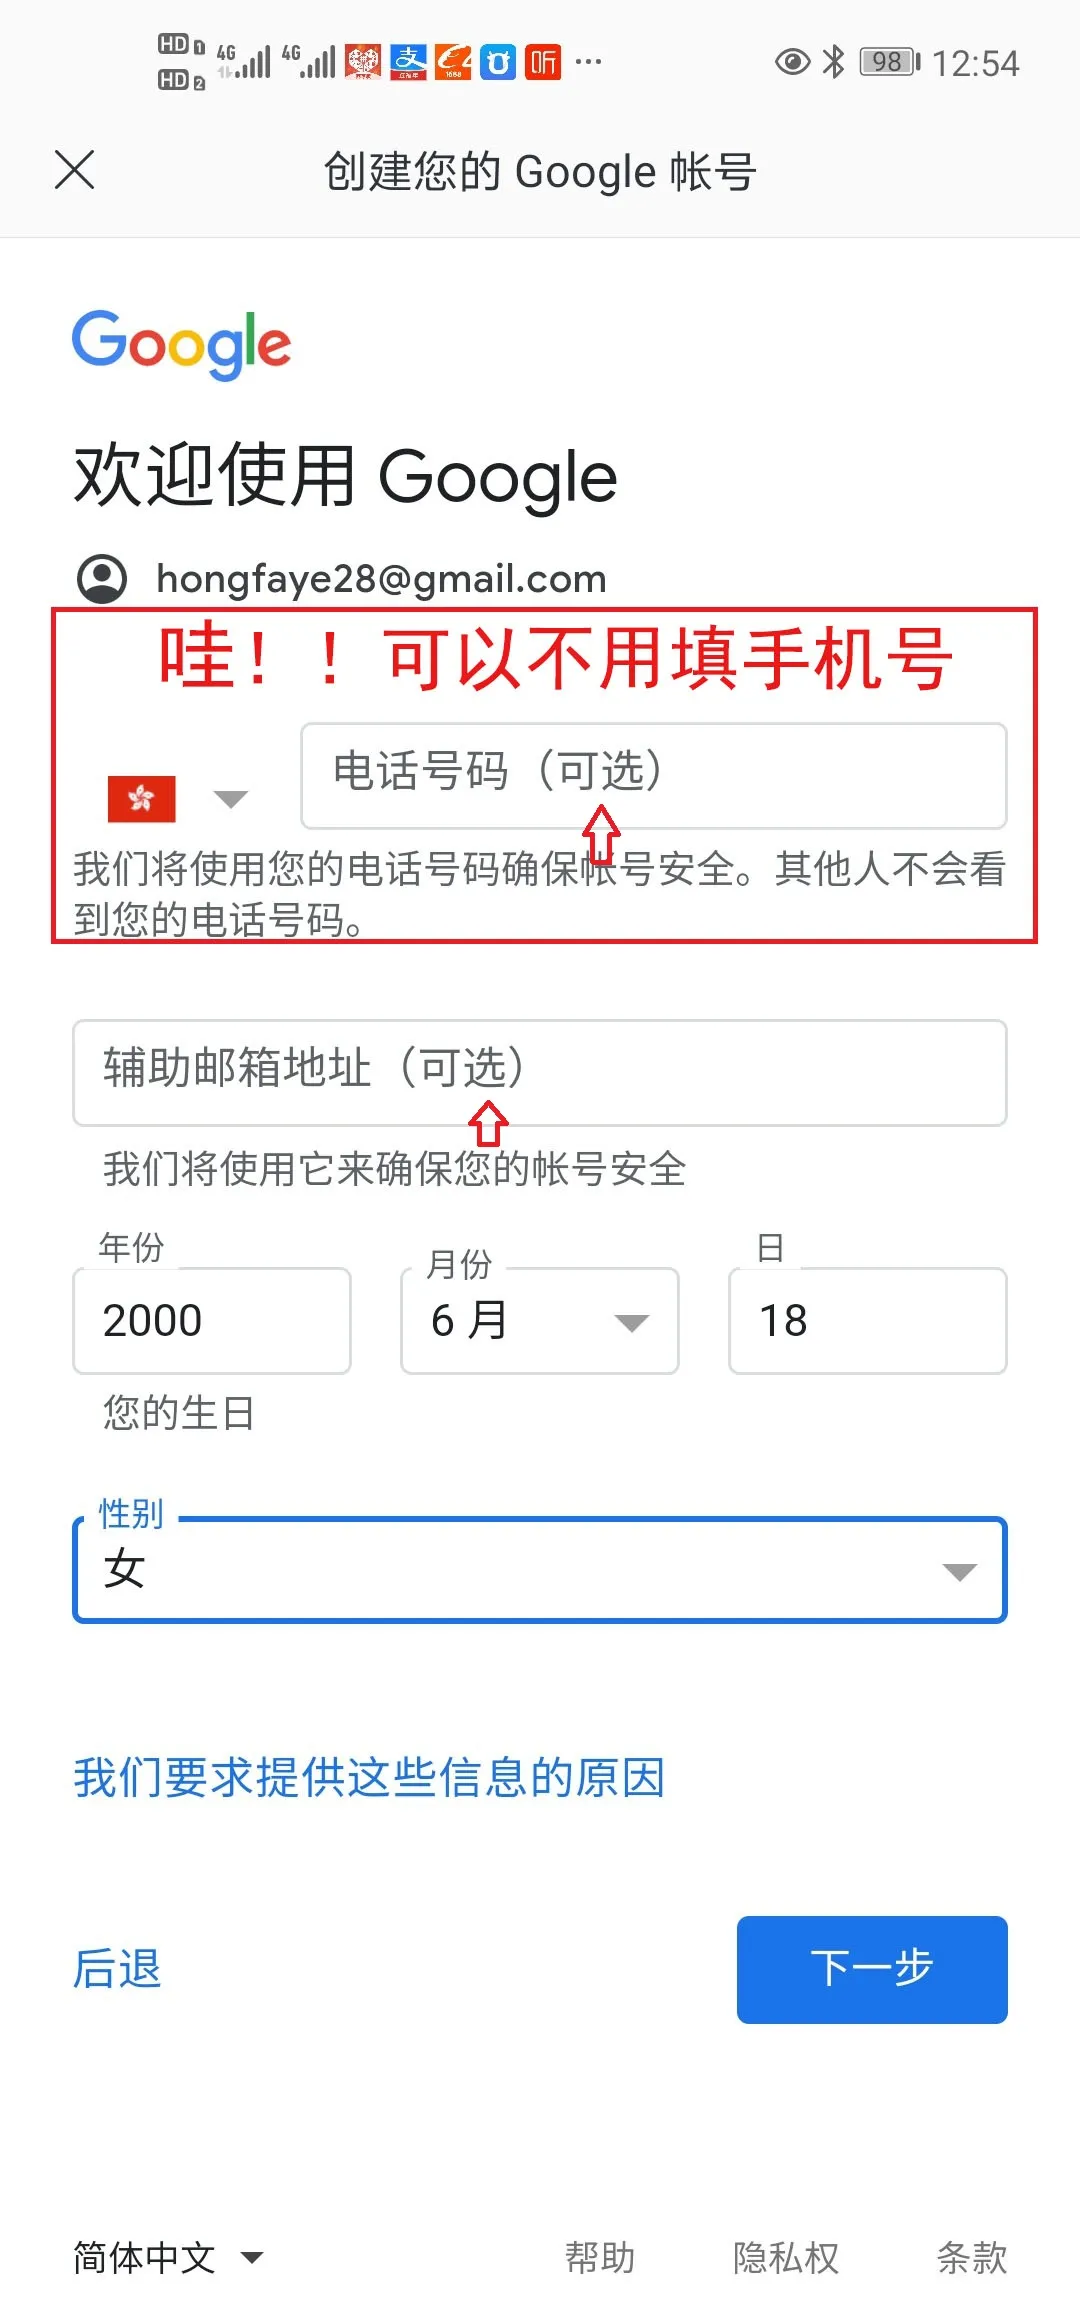 HD 1 4G 4G 支 1688 听 ... 98 12:54
HD 2
创建您的 Google 帐号
Google
欢迎使用 Google
hongfaye28@gmail.com
哇！！可以不用填手机号
电话号码（可选）
我们将使用您的电话号码确保帐号安全。其他人不会看
到您的电话号码。
辅助邮箱地址（可选）
我们将使用它来确保您的帐号安全
年份 月份 日
2000 6 月 18
您的生日
性别
女
我们要求提供这些信息的原因
后退 下一步
简体中文 帮助 隐私权 条款